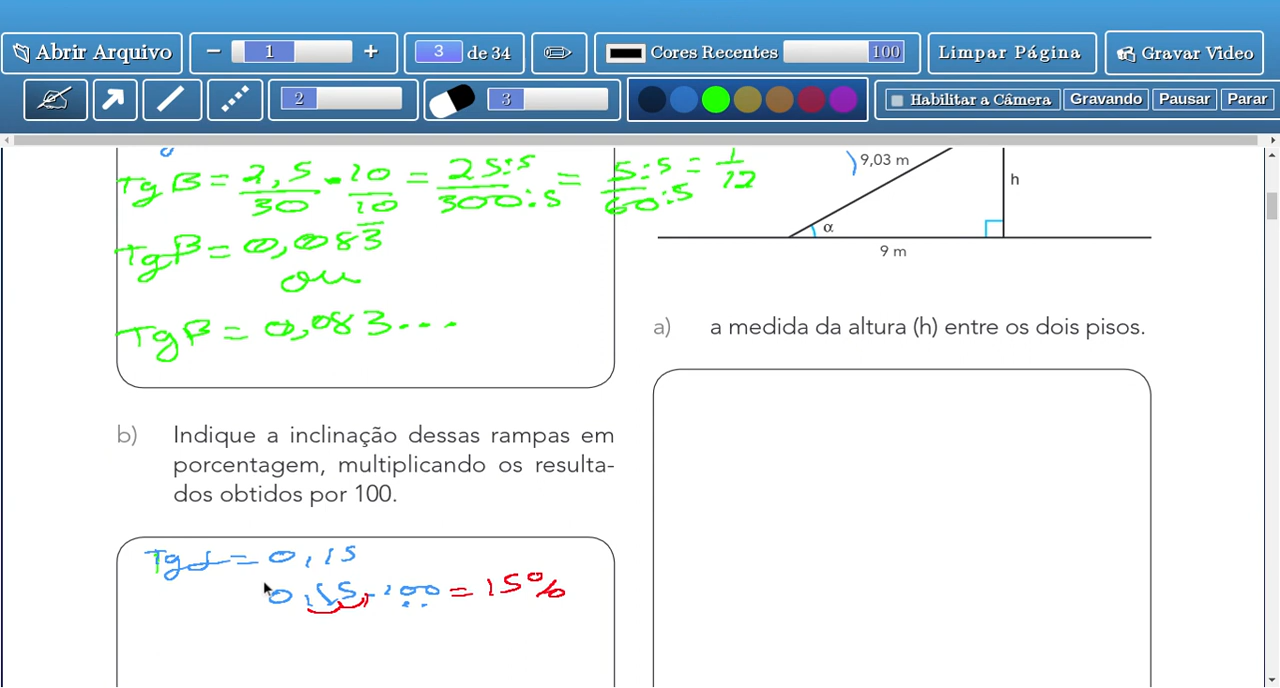 Abrir Arquivo
− 1 +
3 de 34
Cores Recentes 100
Limpar Página
Gravar Video
2
3
Habilitar a Câmera Gravando Pausar Parar
Tg B = 2,5/30 · 10/10 = 25:5/300:5 = 5:5/60:5 = 1/12
Tg B = 0,083̅
ou
Tg B = 0,083...
b) Indique a inclinação dessas rampas em
porcentagem, multiplicando os resulta-
dos obtidos por 100.
Tg α = 0,15
0,15 · 100 = 15%
9,03 m
h
α
9 m
a) a medida da altura (h) entre os dois pisos.